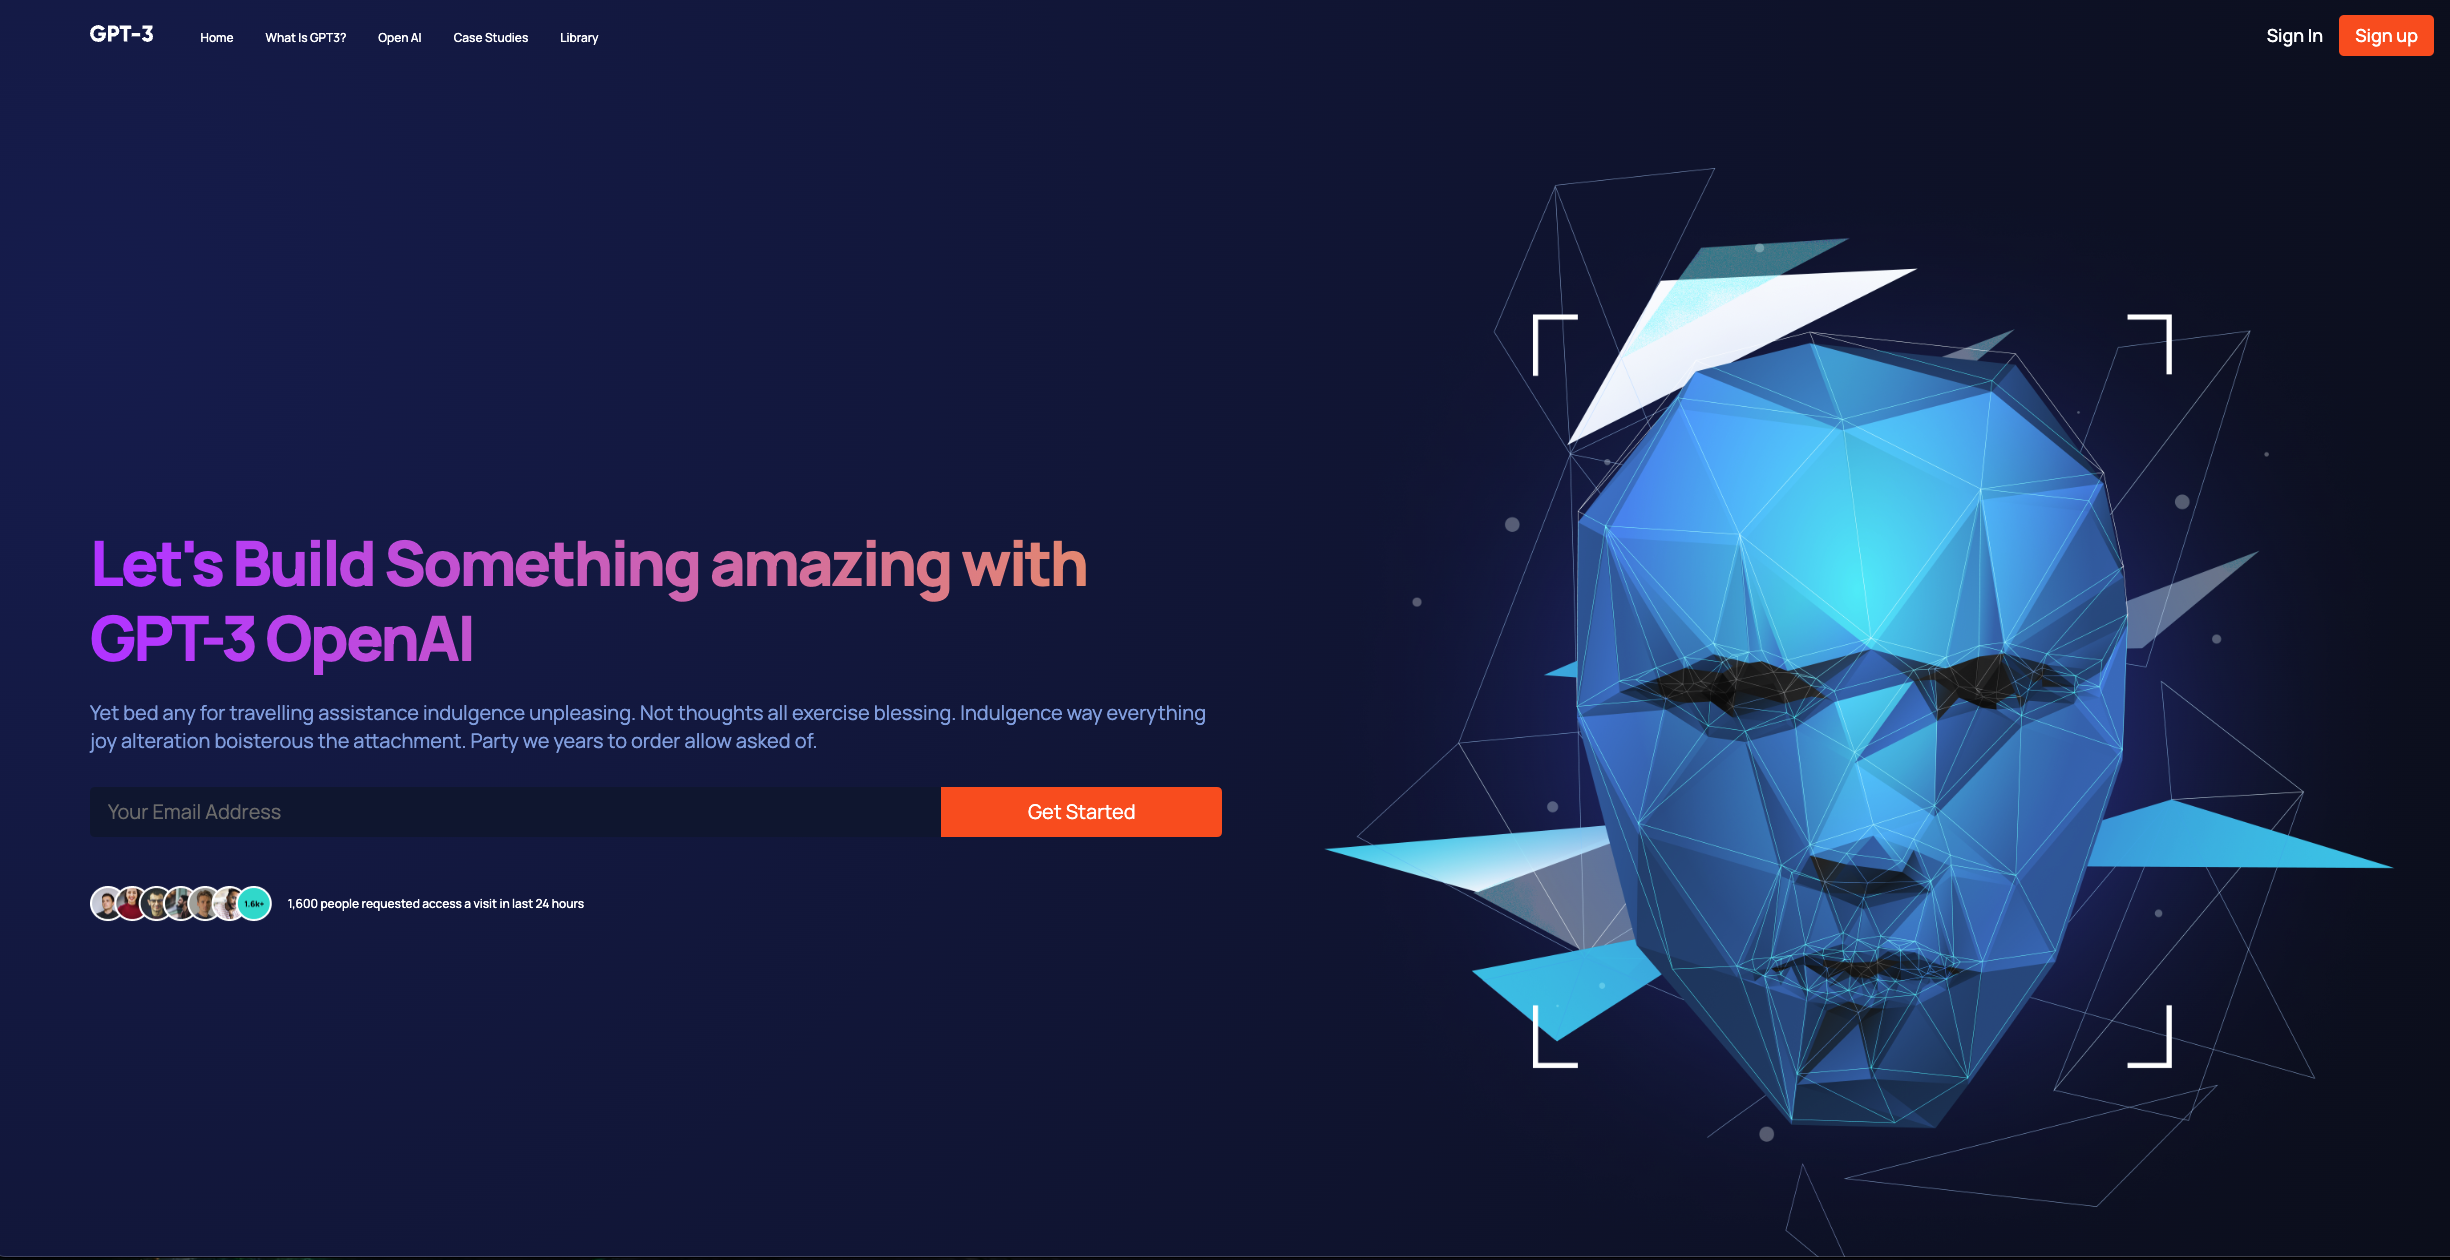 GPT-3
Home
What Is GPT3?
Open AI
Case Studies
Library
Sign In
Sign up
Let's Build Something amazing with
GPT-3 OpenAI
Yet bed any for travelling assistance indulgence unpleasing. Not thoughts all exercise blessing. Indulgence way everything
joy alteration boisterous the attachment. Party we years to order allow asked of.
Your Email Address
Get Started
1.6k+
1,600 people requested access a visit in last 24 hours